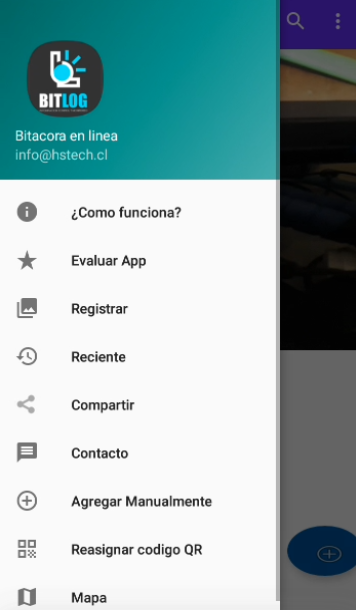 BITLOG
Bitacora en linea
info@hstech.cl
¿Como funciona?
Evaluar App
Registrar
Reciente
Compartir
Contacto
Agregar Manualmente
Reasignar codigo QR
Mapa